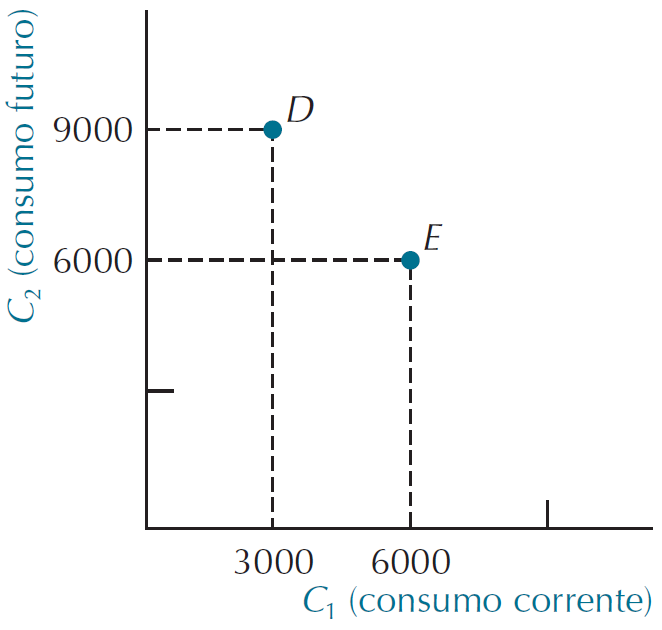 C₂ (consumo futuro)
9000
D
6000
E
3000 6000
C₁ (consumo corrente)